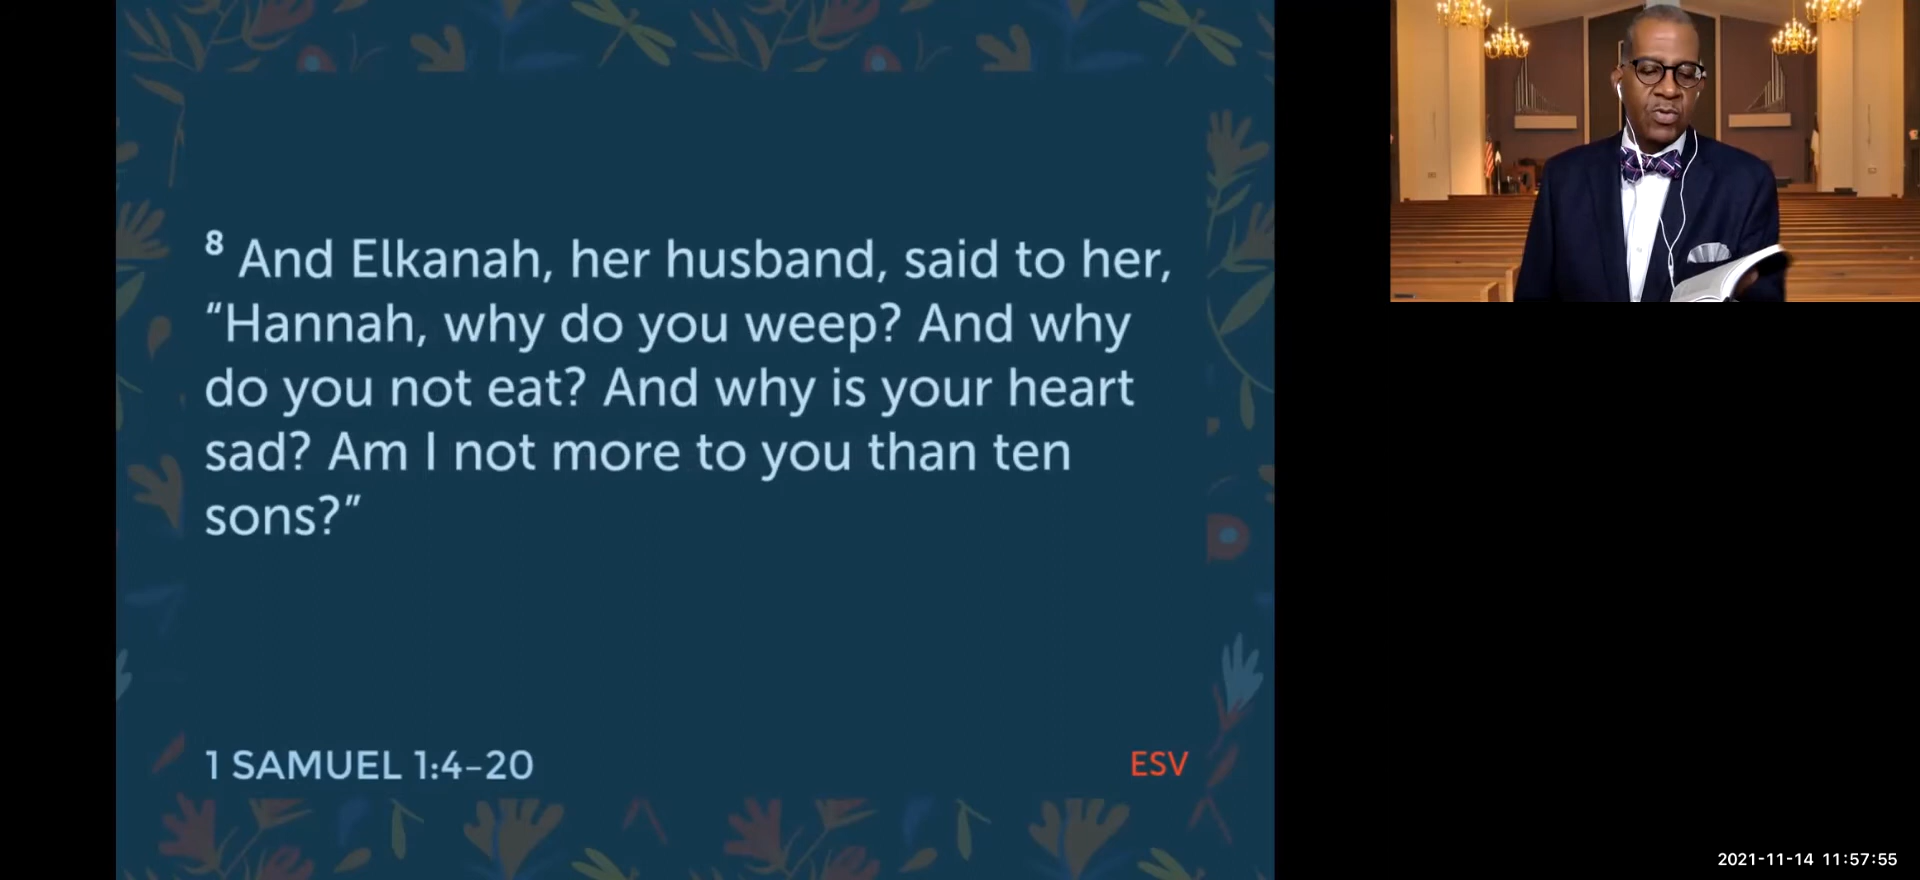 8 And Elkanah, her husband, said to her,
“Hannah, why do you weep? And why
do you not eat? And why is your heart
sad? Am I not more to you than ten
sons?”
1 SAMUEL 1:4–20
ESV
2021-11-14 11:57:55